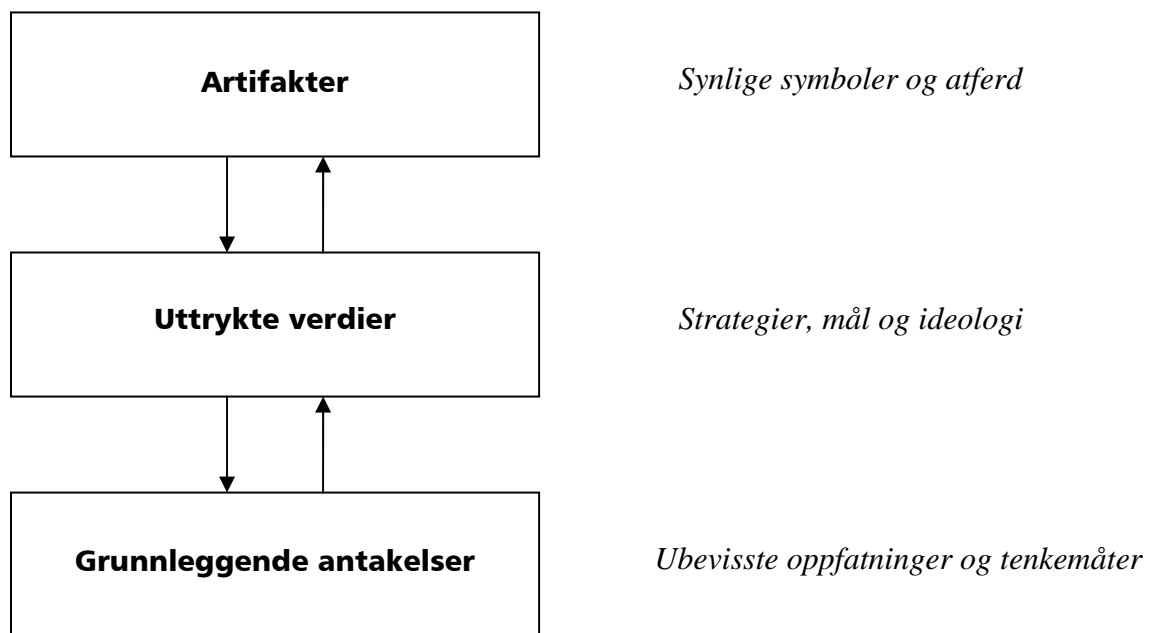 Artifakter
Synlige symboler og atferd
Uttrykte verdier
Strategier, mål og ideologi
Grunnleggende antakelser
Ubevisste oppfatninger og tenkemåter